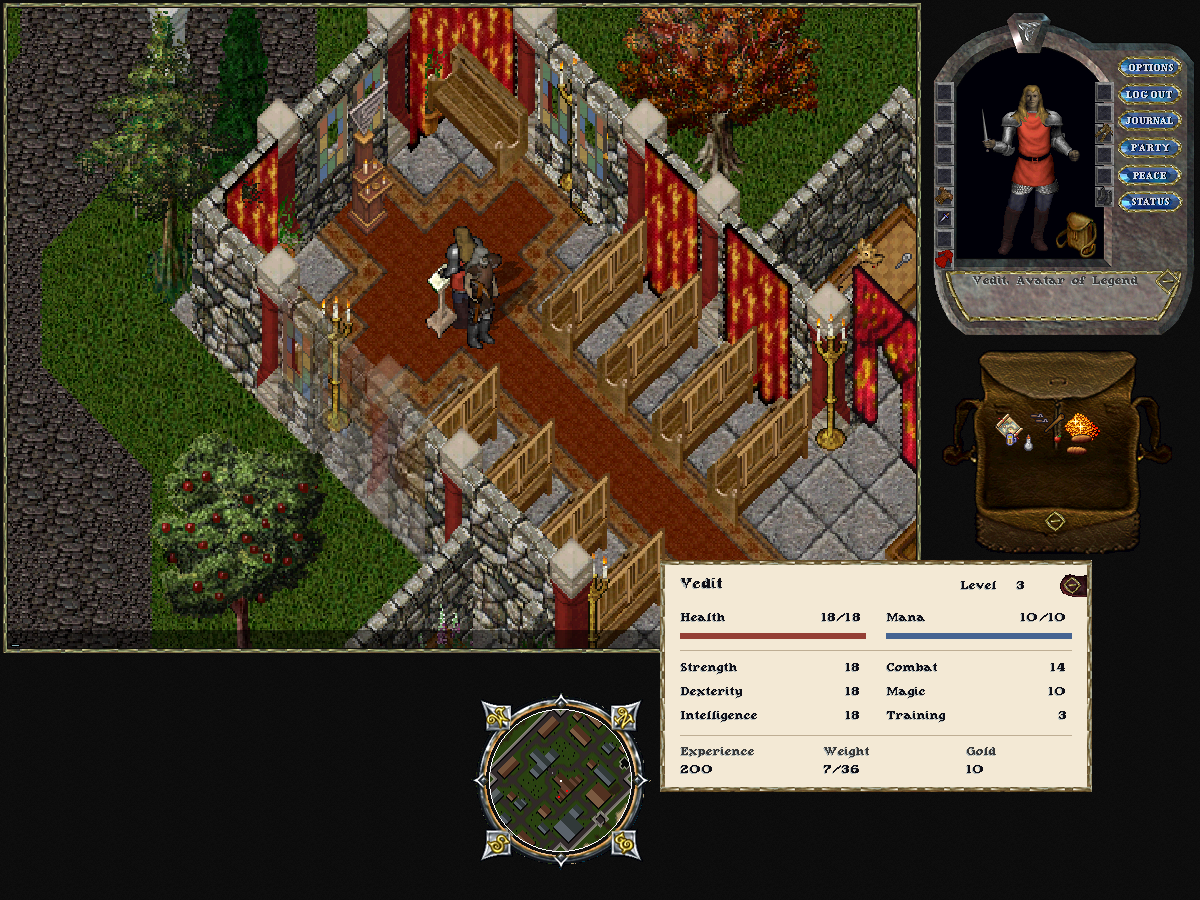 OPTIONS
LOG OUT
JOURNAL
PARTY
PEACE
STATUS
Vedit, Avatar of Legend
Vedit Level 3
Health 18/18 Mana 10/10
Strength 18 Combat 14
Dexterity 18 Magic 10
Intelligence 18 Training 3
Experience Weight Gold
200 7/36 10